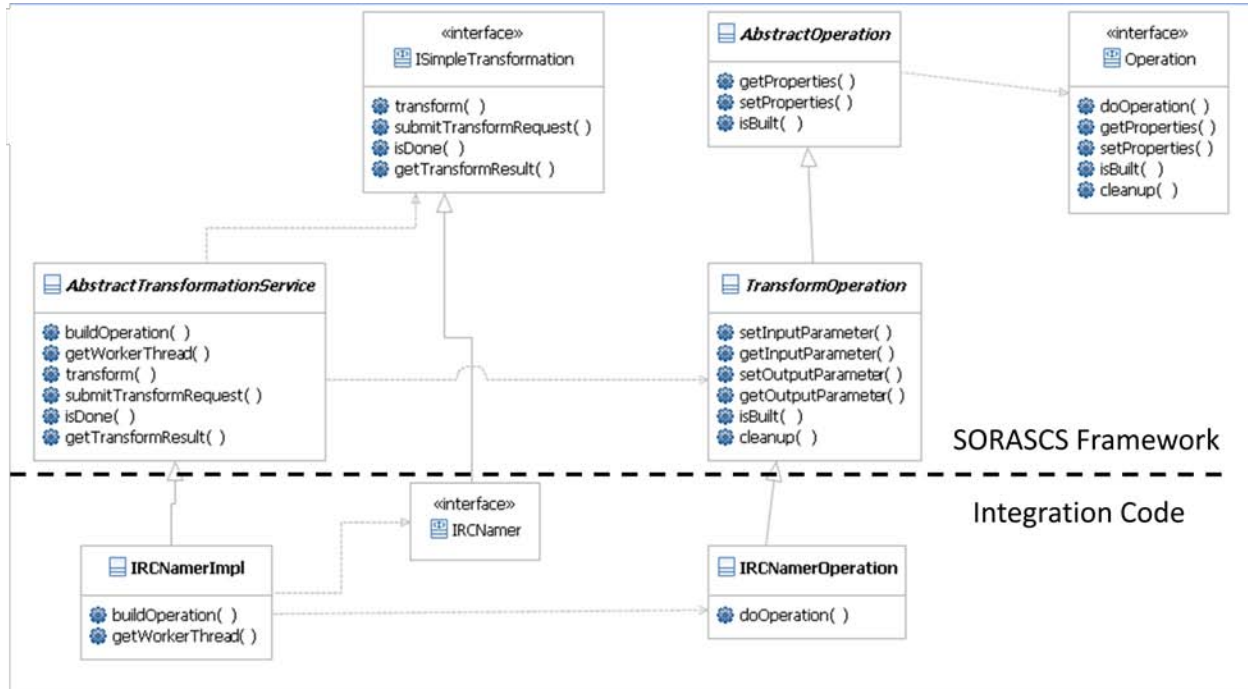 «interface»
ISimpleTransformation
transform( )
submitTransformRequest( )
isDone( )
getTransformResult( )
AbstractOperation
getProperties( )
setProperties( )
isBuilt( )
«interface»
Operation
doOperation( )
getProperties( )
setProperties( )
isBuilt( )
cleanup( )
AbstractTransformationService
buildOperation( )
getWorkerThread( )
transform( )
submitTransformRequest( )
isDone( )
getTransformResult( )
TransformOperation
setInputParameter( )
getInputParameter( )
setOutputParameter( )
getOutputParameter( )
isBuilt( )
cleanup( )
SORASCS Framework
Integration Code
«interface»
IRCNamer
IRCNamerImpl
buildOperation( )
getWorkerThread( )
IRCNamerOperation
doOperation( )